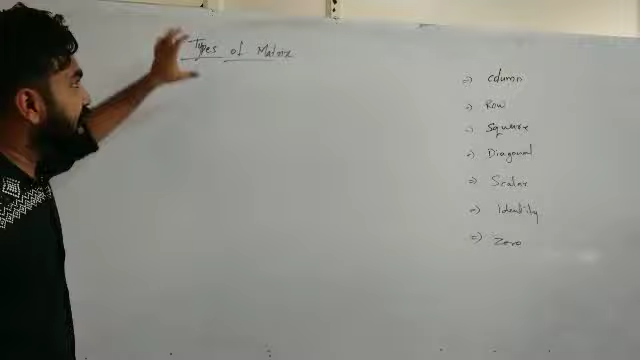 Types of Matrix
=) Column
=) Row
=) Square
=) Diagonal
=) Scalar
=) Identity
=) Zero